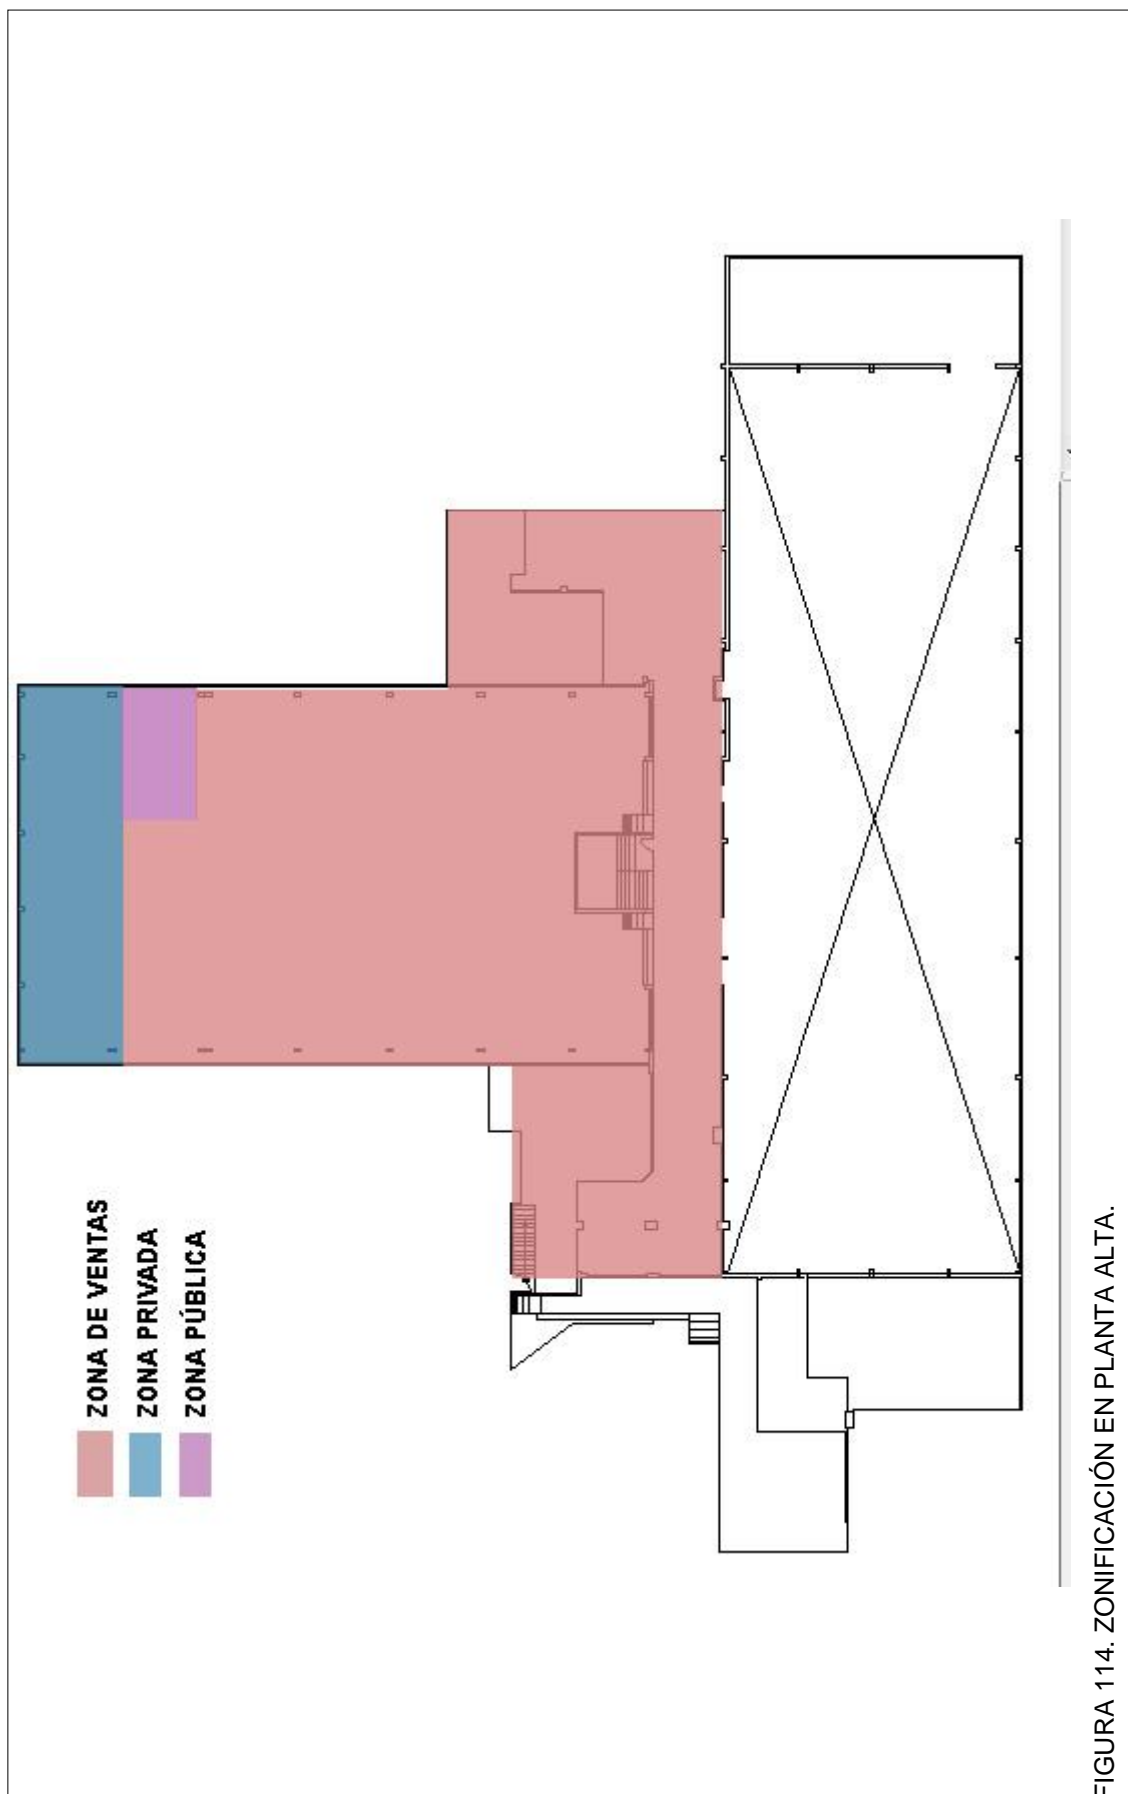 ZONA DE VENTAS
ZONA PRIVADA
ZONA PÚBLICA
FIGURA 114. ZONIFICACIÓN EN PLANTA ALTA.